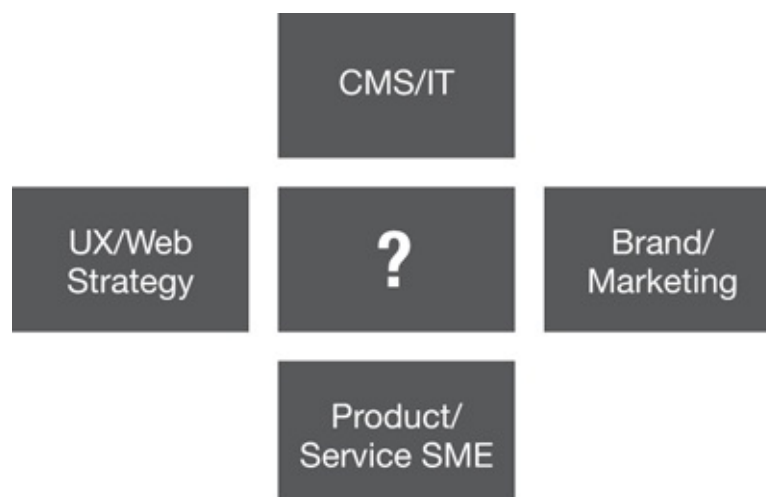 CMS/IT
UX/Web
Strategy
?
Brand/
Marketing
Product/
Service SME